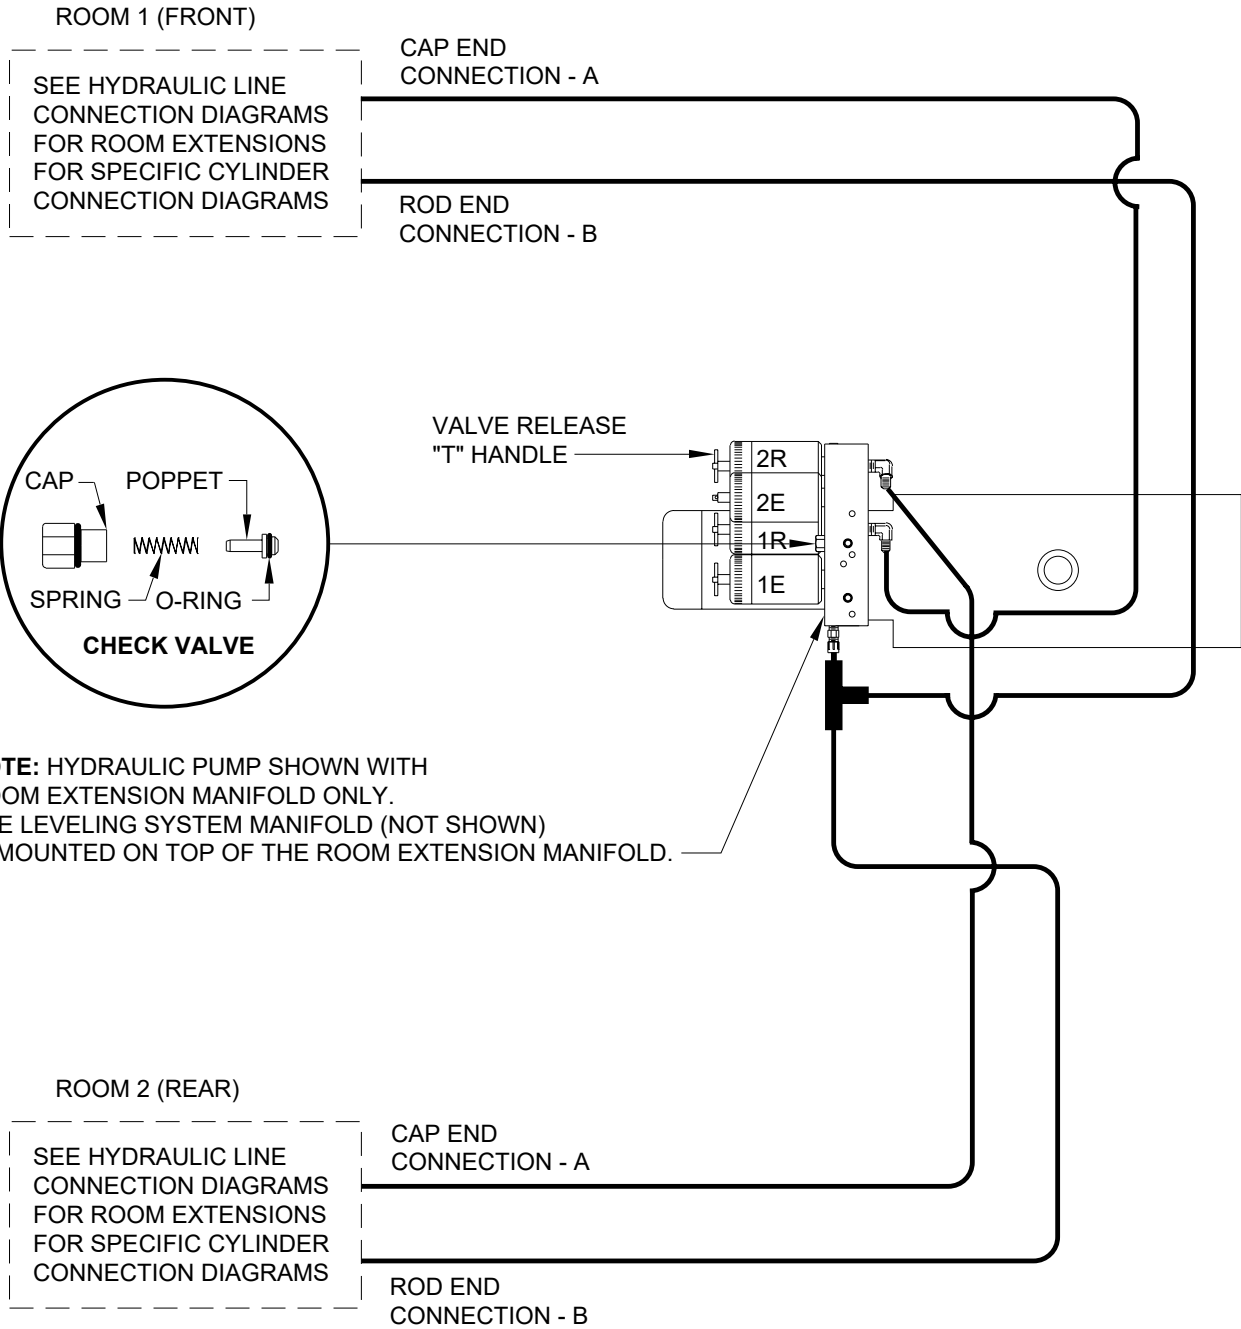 ROOM 1 (FRONT)
SEE HYDRAULIC LINE
CONNECTION DIAGRAMS
FOR ROOM EXTENSIONS
FOR SPECIFIC CYLINDER
CONNECTION DIAGRAMS
CAP END
CONNECTION - A
ROD END
CONNECTION - B
VALVE RELEASE
"T" HANDLE
2R
2E
1R
1E
CAP
POPPET
SPRING
O-RING
CHECK VALVE
OTE: HYDRAULIC PUMP SHOWN WITH
OOM EXTENSION MANIFOLD ONLY.
E LEVELING SYSTEM MANIFOLD (NOT SHOWN)
MOUNTED ON TOP OF THE ROOM EXTENSION MANIFOLD.
ROOM 2 (REAR)
SEE HYDRAULIC LINE
CONNECTION DIAGRAMS
FOR ROOM EXTENSIONS
FOR SPECIFIC CYLINDER
CONNECTION DIAGRAMS
CAP END
CONNECTION - A
ROD END
CONNECTION - B